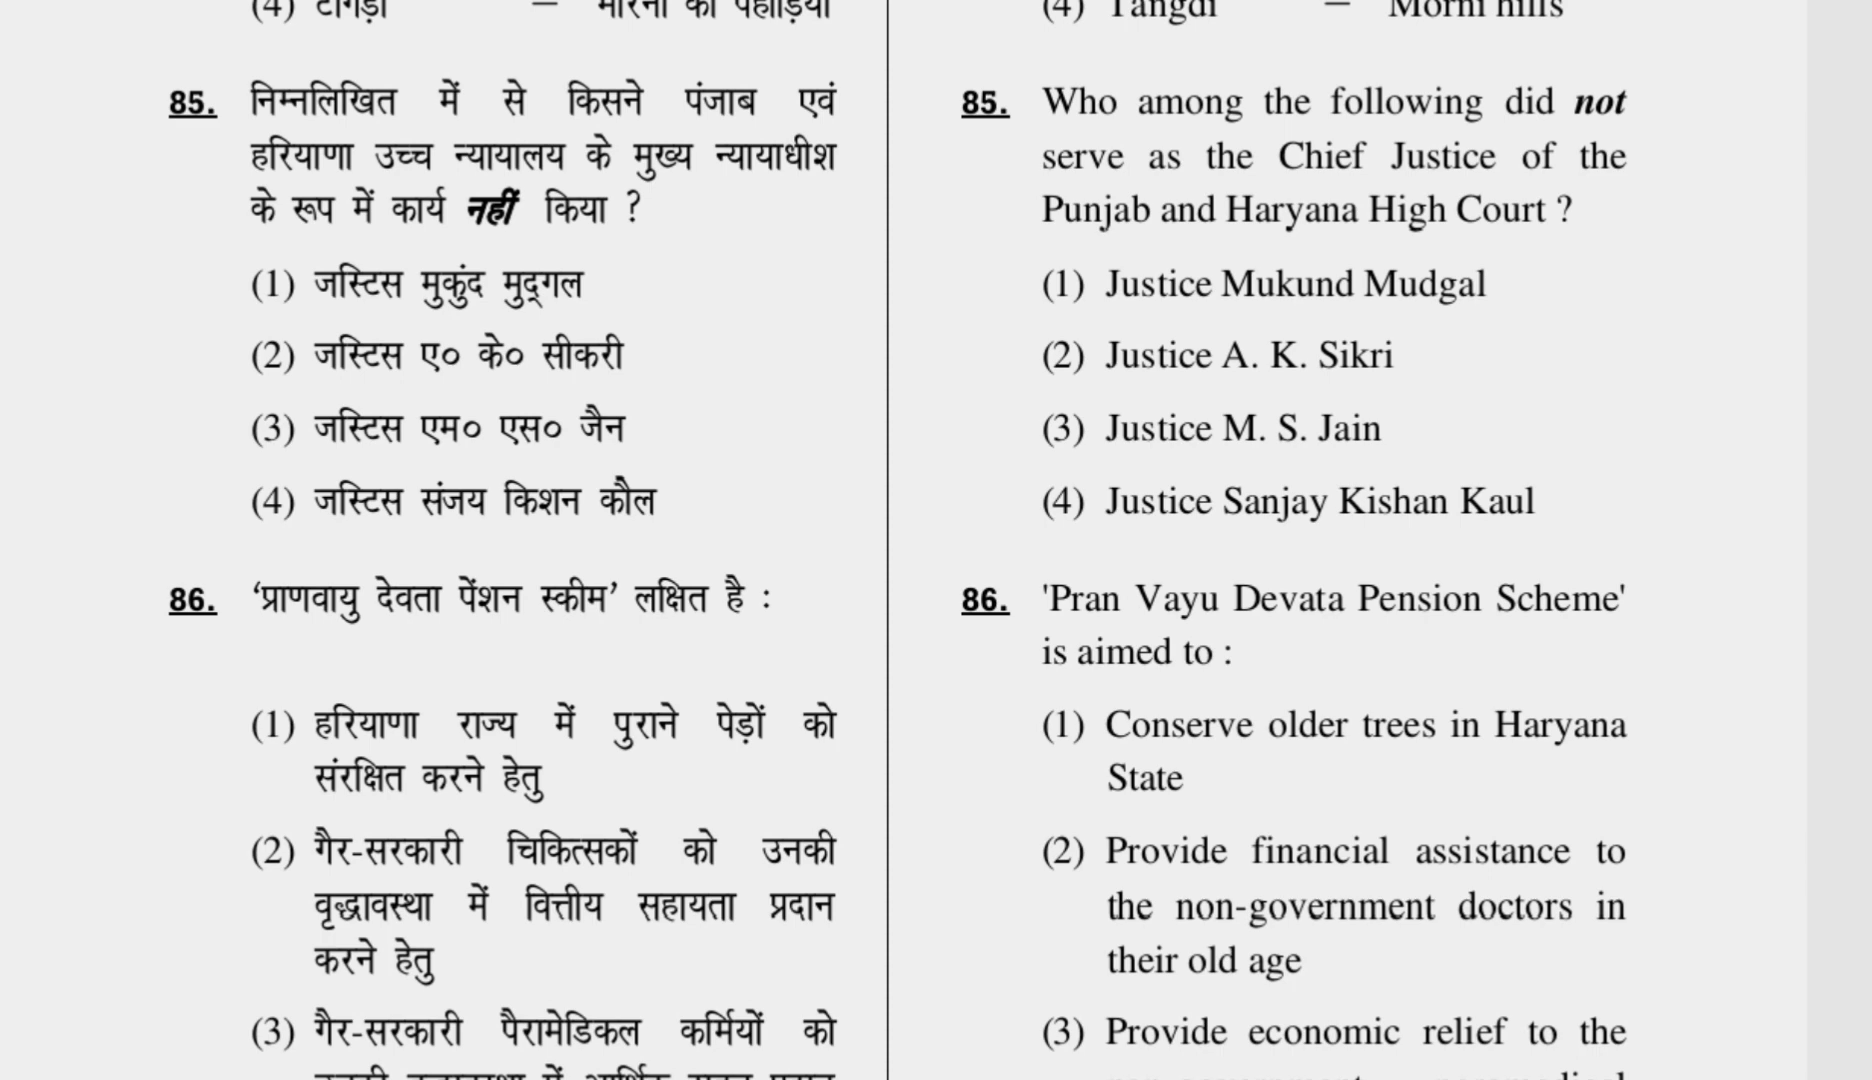 (4) टांगड़ी – मोरनी की पहाड़ियाँ
85. निम्नलिखित में से किसने पंजाब एवं
हरियाणा उच्च न्यायालय के मुख्य न्यायाधीश
के रूप में कार्य नहीं किया ?
(1) जस्टिस मुकुंद मुद्‌गल
(2) जस्टिस ए० के० सीकरी
(3) जस्टिस एम० एस० जैन
(4) जस्टिस संजय किशन कौल
86. ‘प्राणवायु देवता पेंशन स्कीम’ लक्षित है :
(1) हरियाणा राज्य में पुराने पेड़ों को
संरक्षित करने हेतु
(2) गैर-सरकारी चिकित्सकों को उनकी
वृद्धावस्था में वित्तीय सहायता प्रदान
करने हेतु
(3) गैर-सरकारी पैरामेडिकल कर्मियों को
(4) Tangdi – Morni hills
85. Who among the following did not
serve as the Chief Justice of the
Punjab and Haryana High Court ?
(1) Justice Mukund Mudgal
(2) Justice A. K. Sikri
(3) Justice M. S. Jain
(4) Justice Sanjay Kishan Kaul
86. 'Pran Vayu Devata Pension Scheme'
is aimed to :
(1) Conserve older trees in Haryana
State
(2) Provide financial assistance to
the non-government doctors in
their old age
(3) Provide economic relief to the